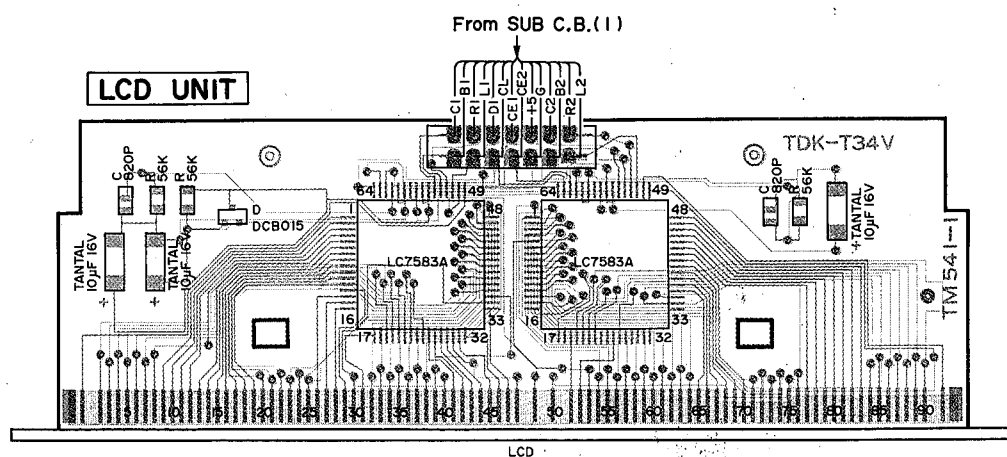 From SUB C.B.(1)
LCD UNIT
C1 B1- R1 L1- D1 CL- CE1 CE2- +5 G- C2 B2- R2 L2
TDK-T34V
C 820P
R 56K
R 56K
D
DCB015
TANTAL 10µF 16V
TANTAL 10µF 16V
+ +
64 49
1 48
LC7583A
16 33
17 32
64 49
48
LC7583A
16 33
17 32
C 820P
R 56K
+TANTAL 10µF 16V
TM541-1
5 10 15 20 25 30 35 40 45 50 55 60 65 70 75 80 85 90
LCD